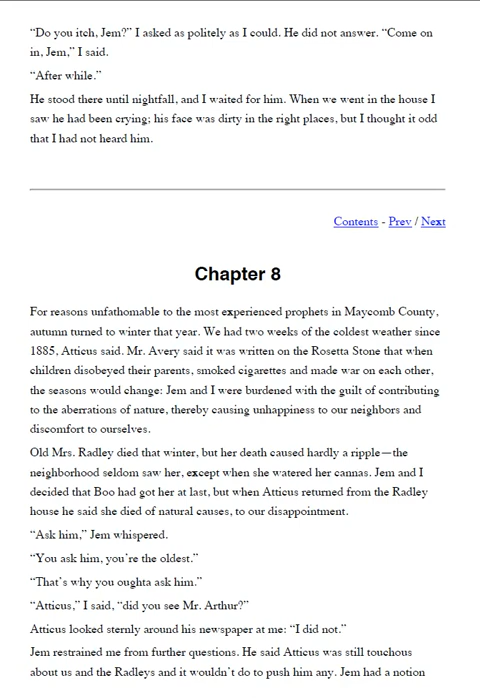 “Do you itch, Jem?” I asked as politely as I could. He did not answer. “Come on
in, Jem,” I said.
“After while.”
He stood there until nightfall, and I waited for him. When we went in the house I
saw he had been crying; his face was dirty in the right places, but I thought it odd
that I had not heard him.
Contents - Prev / Next
Chapter 8
For reasons unfathomable to the most experienced prophets in Maycomb County,
autumn turned to winter that year. We had two weeks of the coldest weather since
1885, Atticus said. Mr. Avery said it was written on the Rosetta Stone that when
children disobeyed their parents, smoked cigarettes and made war on each other,
the seasons would change: Jem and I were burdened with the guilt of contributing
to the aberrations of nature, thereby causing unhappiness to our neighbors and
discomfort to ourselves.
Old Mrs. Radley died that winter, but her death caused hardly a ripple—the
neighborhood seldom saw her, except when she watered her cannas. Jem and I
decided that Boo had got her at last, but when Atticus returned from the Radley
house he said she died of natural causes, to our disappointment.
“Ask him,” Jem whispered.
“You ask him, you’re the oldest.”
“That’s why you oughta ask him.”
“Atticus,” I said, “did you see Mr. Arthur?”
Atticus looked sternly around his newspaper at me: “I did not.”
Jem restrained me from further questions. He said Atticus was still touchous
about us and the Radleys and it wouldn’t do to push him any. Jem had a notion